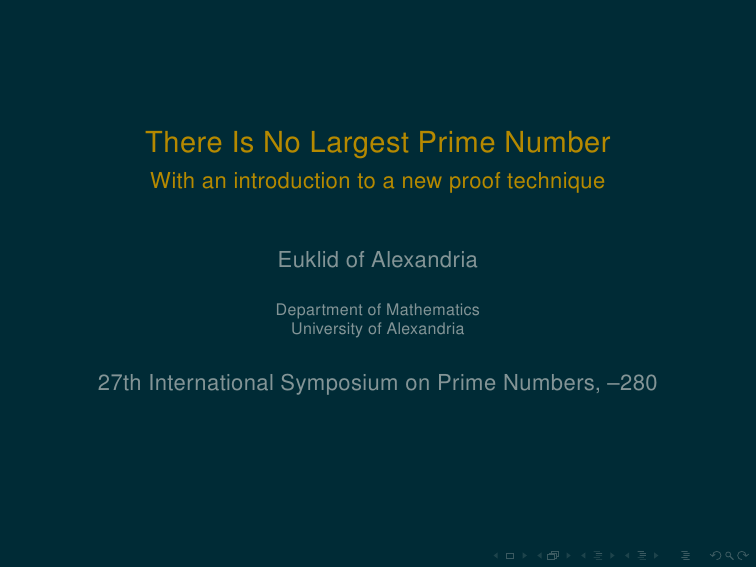 There Is No Largest Prime Number
With an introduction to a new proof technique
Euklid of Alexandria
Department of Mathematics
University of Alexandria
27th International Symposium on Prime Numbers, –280